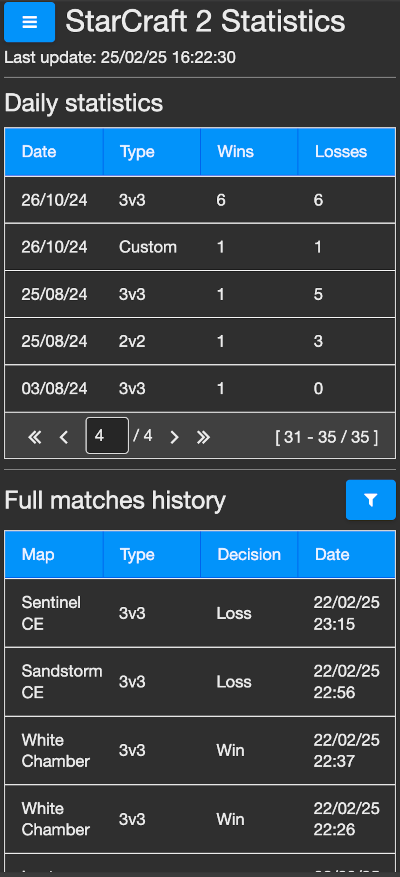 StarCraft 2 Statistics
Last update: 25/02/25 16:22:30
Daily statistics
Date Type Wins Losses
26/10/24 3v3 6 6
26/10/24 Custom 1 1
25/08/24 3v3 1 5
25/08/24 2v2 1 3
03/08/24 3v3 1 0
4 / 4 [ 31 - 35 / 35 ]
Full matches history
Map Type Decision Date
Sentinel CE 3v3 Loss 22/02/25 23:15
Sandstorm CE 3v3 Loss 22/02/25 22:56
White Chamber 3v3 Win 22/02/25 22:37
White Chamber 3v3 Win 22/02/25 22:26